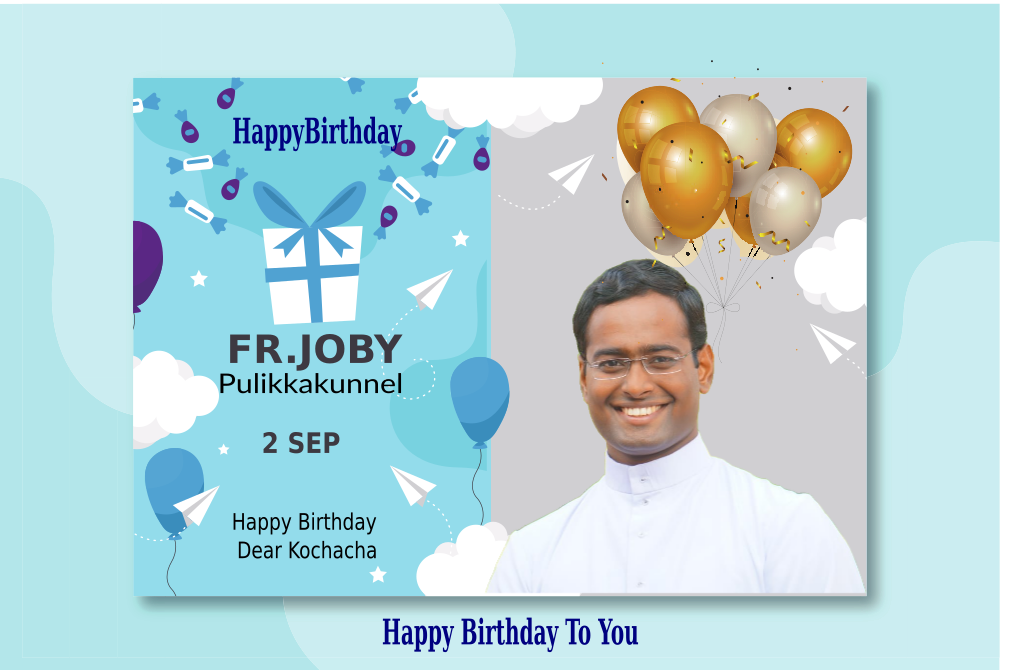 HappyBirthday
FR.JOBY
Pulikkakunnel
2 SEP
Happy Birthday
Dear Kochacha
Happy Birthday To You